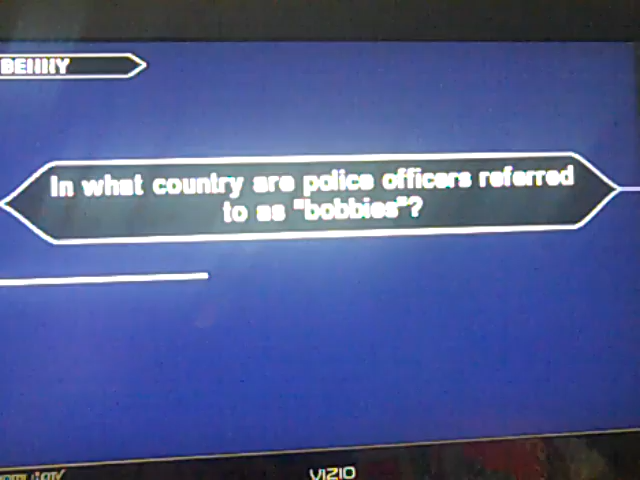 BENNY
In what country are police officers referred
to as "bobbies"?
VIZIO